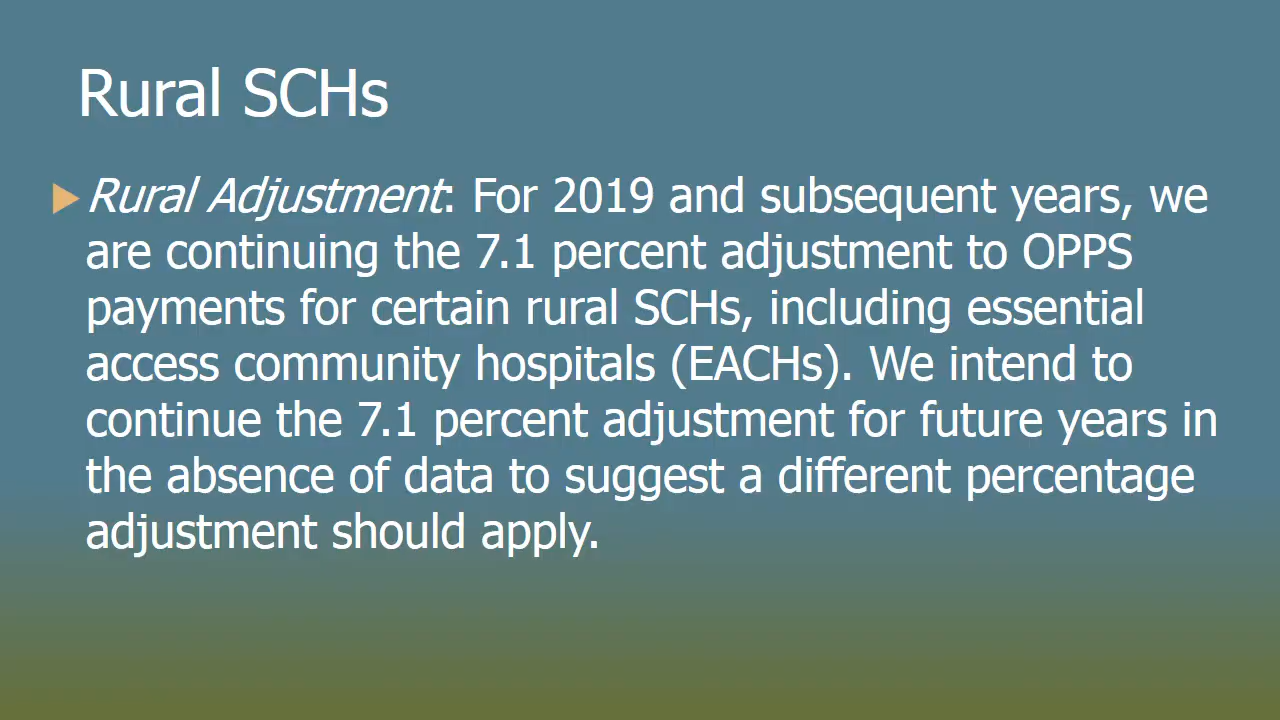 Rural SCHs
Rural Adjustment: For 2019 and subsequent years, we
are continuing the 7.1 percent adjustment to OPPS
payments for certain rural SCHs, including essential
access community hospitals (EACHs). We intend to
continue the 7.1 percent adjustment for future years in
the absence of data to suggest a different percentage
adjustment should apply.